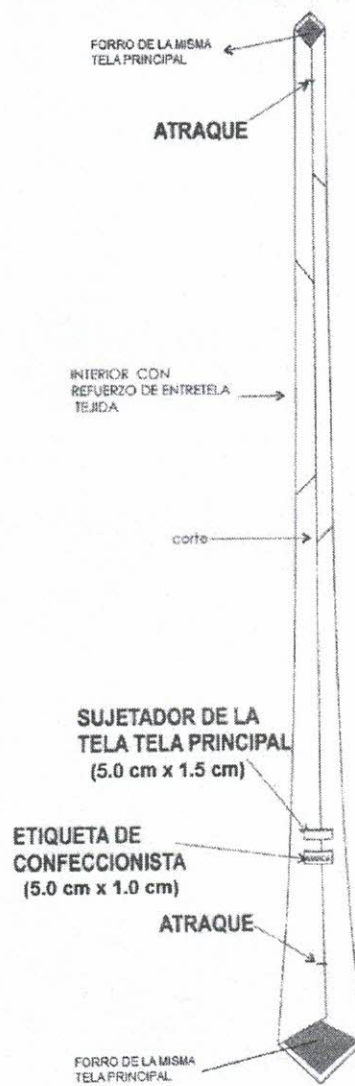 FORRO DE LA MISMA
TELA PRINCIPAL
ATRAQUE
INTERIOR CON
REFUERZO DE ENTRETELA
TEJIDA
corte
SUJETADOR DE LA
TELA TELA PRINCIPAL
(5.0 cm x 1.5 cm)
ETIQUETA DE
CONFECCIONISTA
(5.0 cm x 1.0 cm)
MARCA
ATRAQUE
FORRO DE LA MISMA
TELA PRINCIPAL